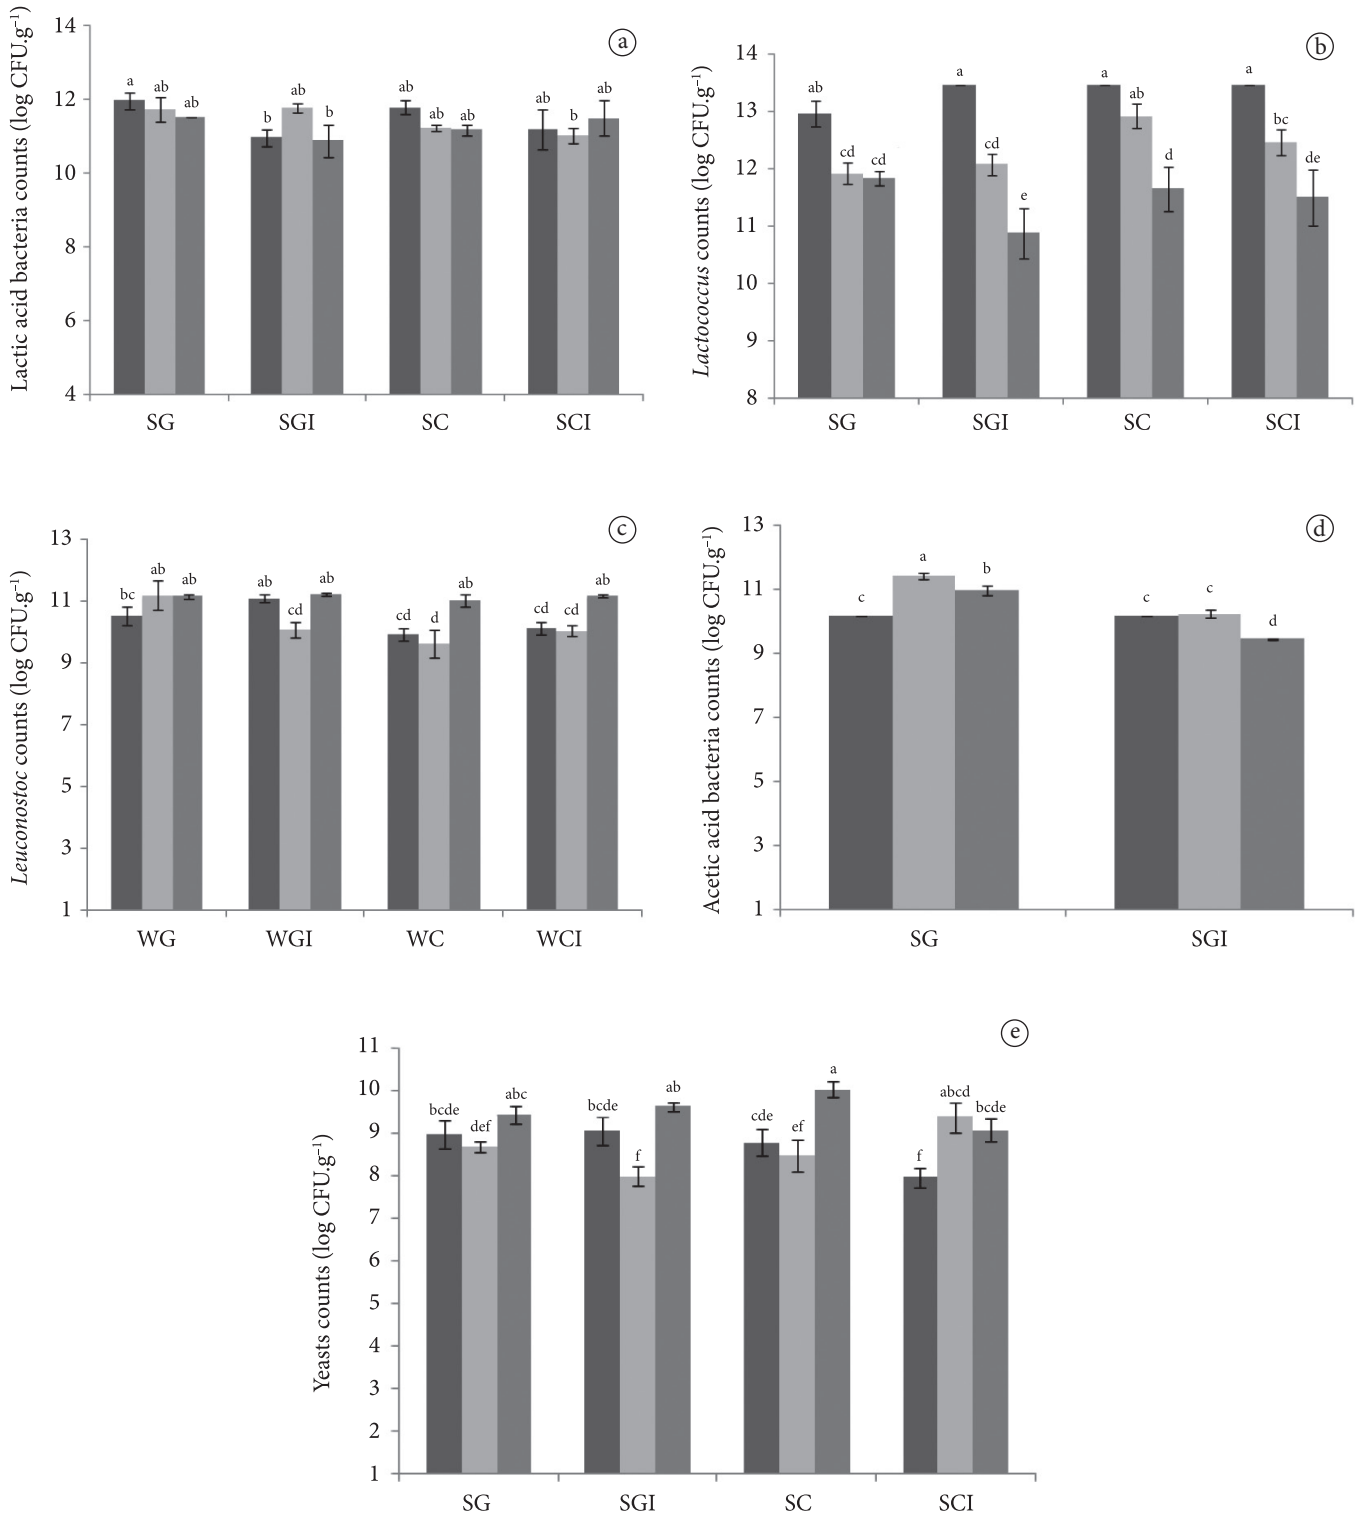 a
Lactic acid bacteria counts (log CFU.g⁻¹)
14
12
10
8
6
4
a ab ab
b ab b
ab ab ab
ab b ab
SG SGI SC SCI
b
Lactococcus counts (log CFU.g⁻¹)
14
13
12
11
10
9
8
ab cd cd
a cd e
a ab d
a bc de
SG SGI SC SCI
c
Leuconostoc counts (log CFU.g⁻¹)
13
11
9
7
5
3
1
bc ab ab
ab cd ab
cd d ab
cd cd ab
WG WGI WC WCI
d
Acetic acid bacteria counts (log CFU.g⁻¹)
13
11
9
7
5
3
1
c a b
c c d
SG SGI
e
Yeasts counts (log CFU.g⁻¹)
11
10
9
8
7
6
5
4
3
2
1
bcde def abc
bcde f ab
cde ef a
f abcd bcde
SG SGI SC SCI